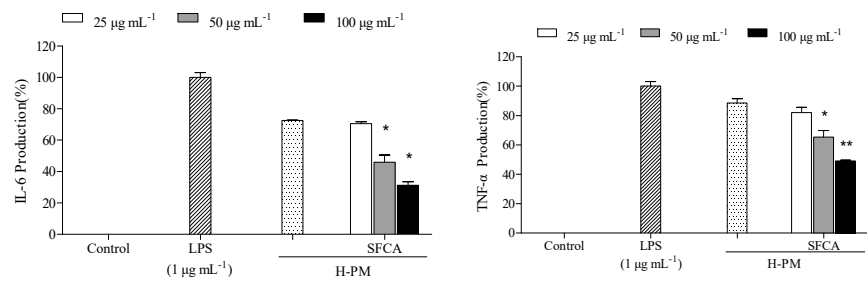 25 μg mL⁻¹ 50 μg mL⁻¹ 100 μg mL⁻¹
IL-6 Production(%)
120
100
80
60
40
20
0
*
*
Control LPS SFCA
(1 μg mL⁻¹) H-PM
25 μg mL⁻¹ 50 μg mL⁻¹ 100 μg mL⁻¹
TNF-α Production(%)
120
100
80
60
40
20
0
*
**
Control LPS SFCA
(1 μg mL⁻¹) H-PM